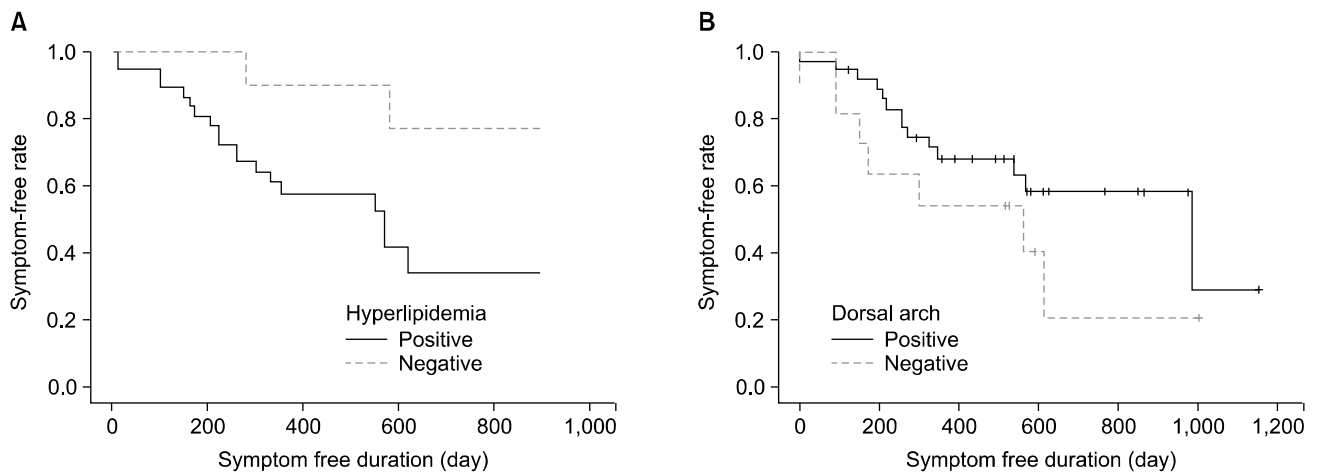 A
1.0
0.8
0.6
0.4
0.2
0.0
Symptom-free rate
Hyperlipidemia
Positive
Negative
0 200 400 600 800 1,000
Symptom free duration (day)
B
1.0
0.8
0.6
0.4
0.2
0.0
Symptom-free rate
Dorsal arch
Positive
Negative
0 200 400 600 800 1,000 1,200
Symptom free duration (day)